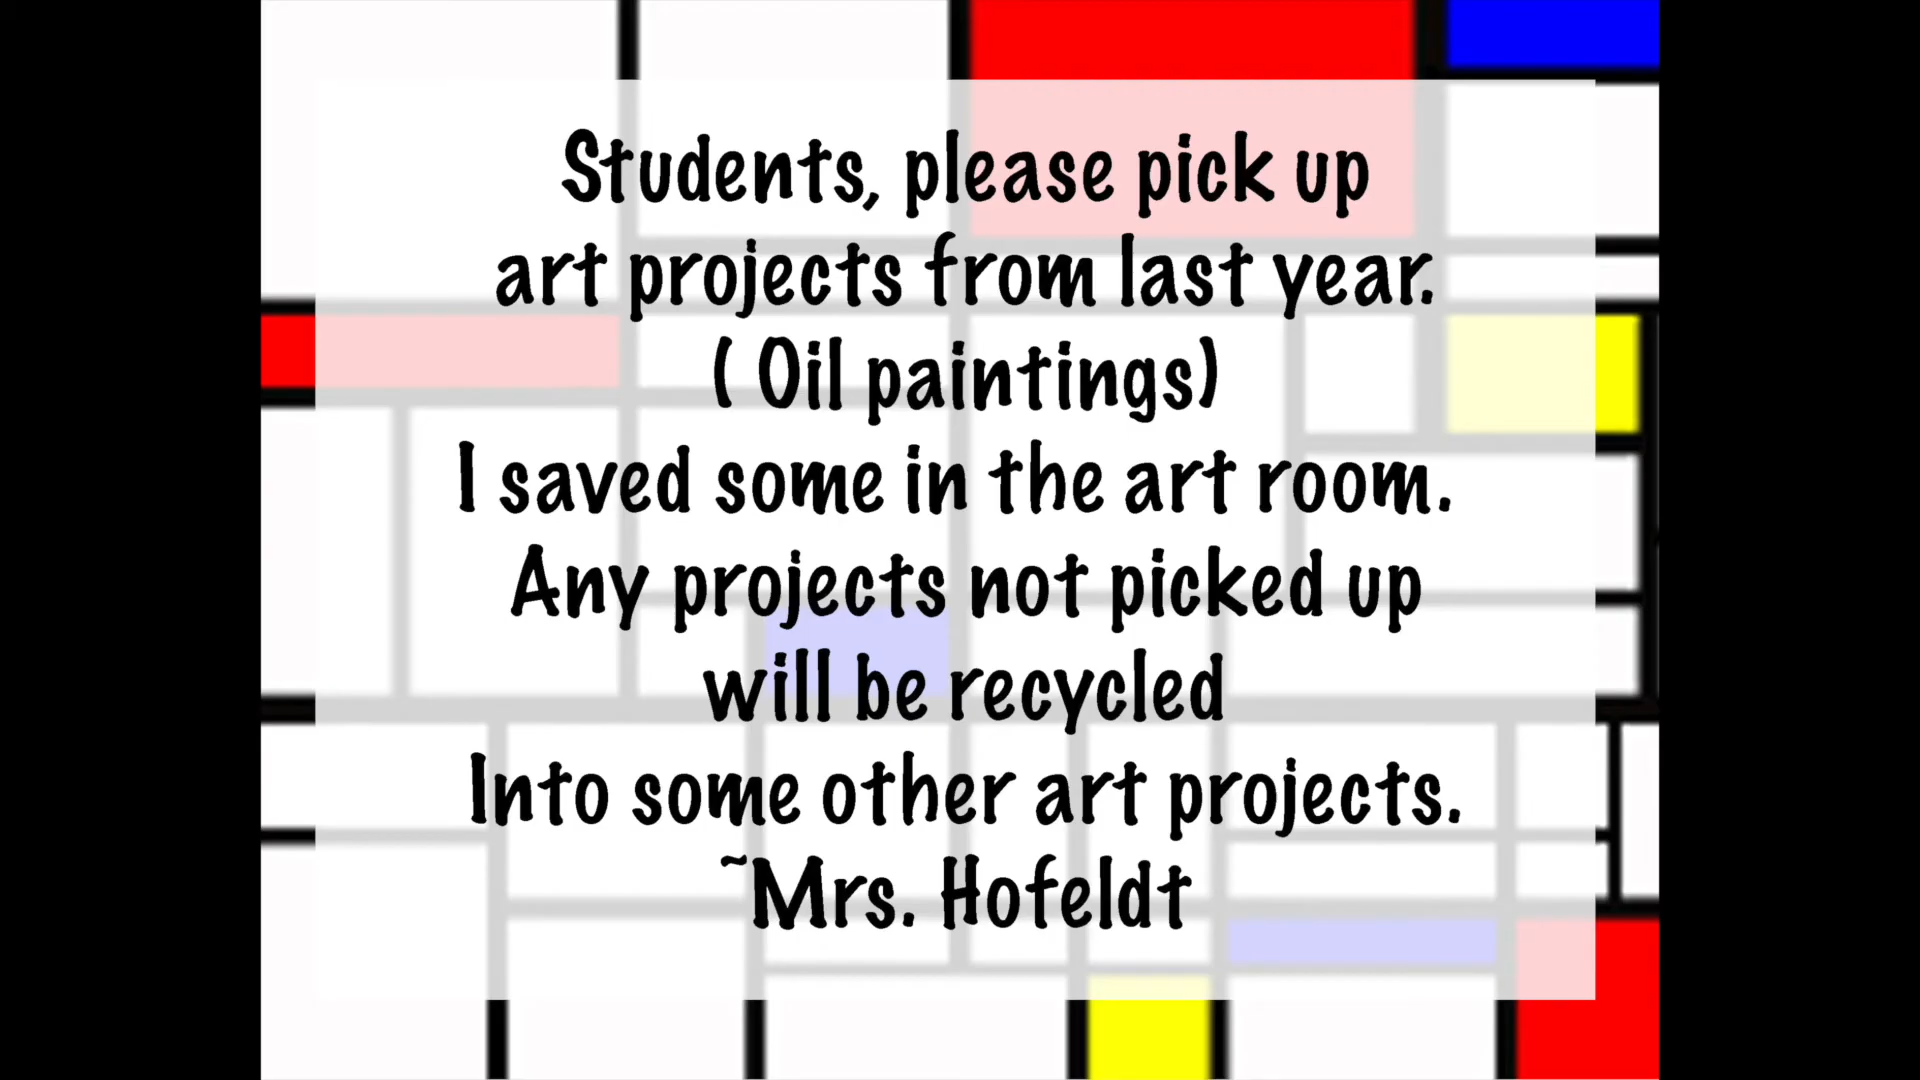 Students, please pick up
art projects from last year.
( Oil paintings)
I saved some in the art room.
Any projects not picked up
will be recycled
Into some other art projects.
~Mrs. Hofeldt